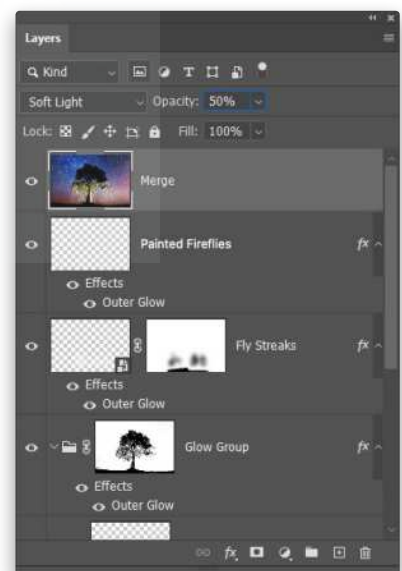 Layers
Kind
Soft Light Opacity: 50%
Lock: Fill: 100%
Merge
Painted Fireflies fx
Effects
Outer Glow
Fly Streaks fx
Effects
Outer Glow
Glow Group fx
Effects
Outer Glow
fx